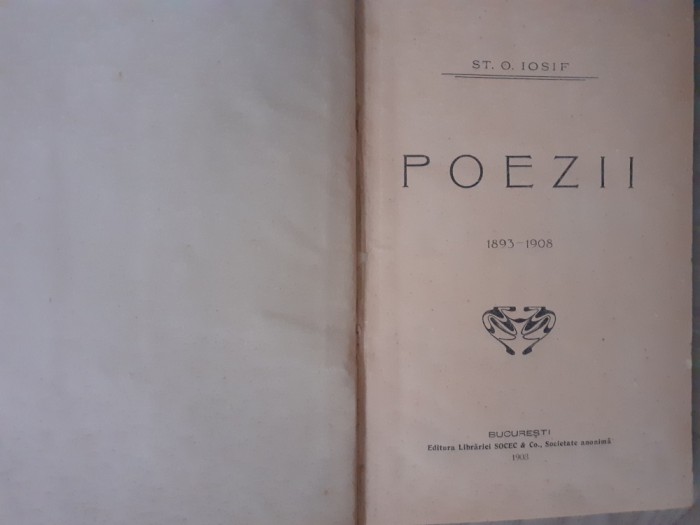 ST. O. IOSIF
POEZII
1893–1908
BUCUREȘTI
Editura Librăriei SOCEC & Co., Societate anonimă